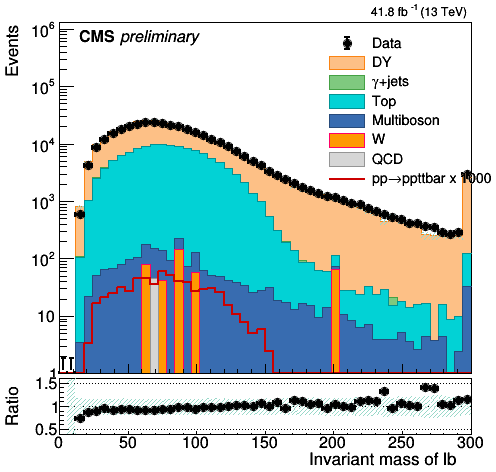 41.8 fb⁻¹ (13 TeV)
CMS preliminary
Events
10⁶
10⁵
10⁴
10³
10²
10
1
Data
DY
γ+jets
Top
Multiboson
W
QCD
pp→ppttbar x 1000
Ratio
1.5
1
0.5
0 50 100 150 200 250 300
Invariant mass of lb